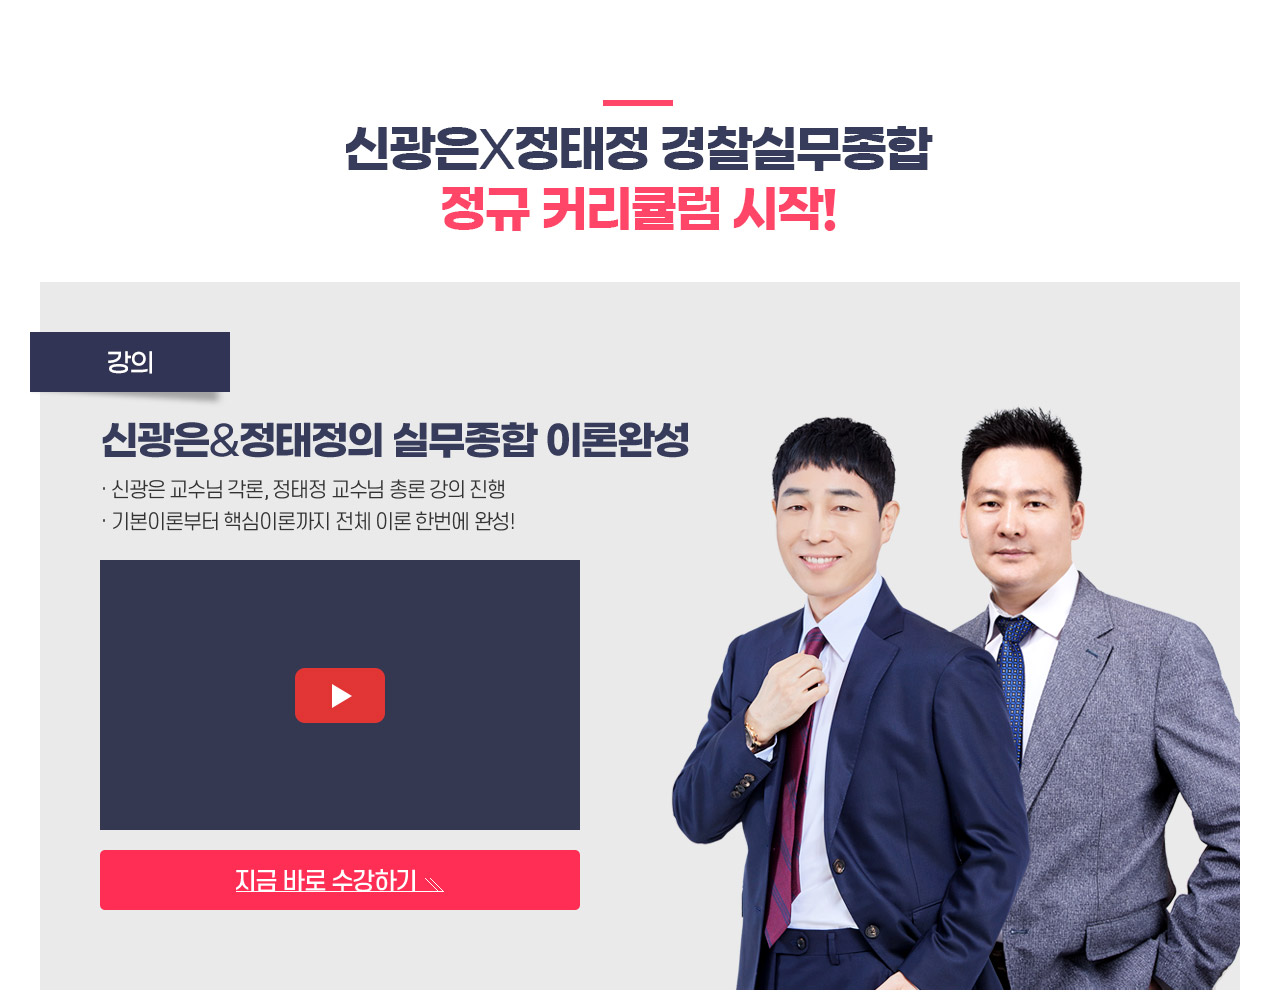 신광은X정태정 경찰실무종합
정규 커리큘럼 시작!
강의
신광은&정태정의 실무종합 이론완성
· 신광은 교수님 각론, 정태정 교수님 총론 강의 진행
· 기본이론부터 핵심이론까지 전체 이론 한번에 완성!
지금 바로 수강하기